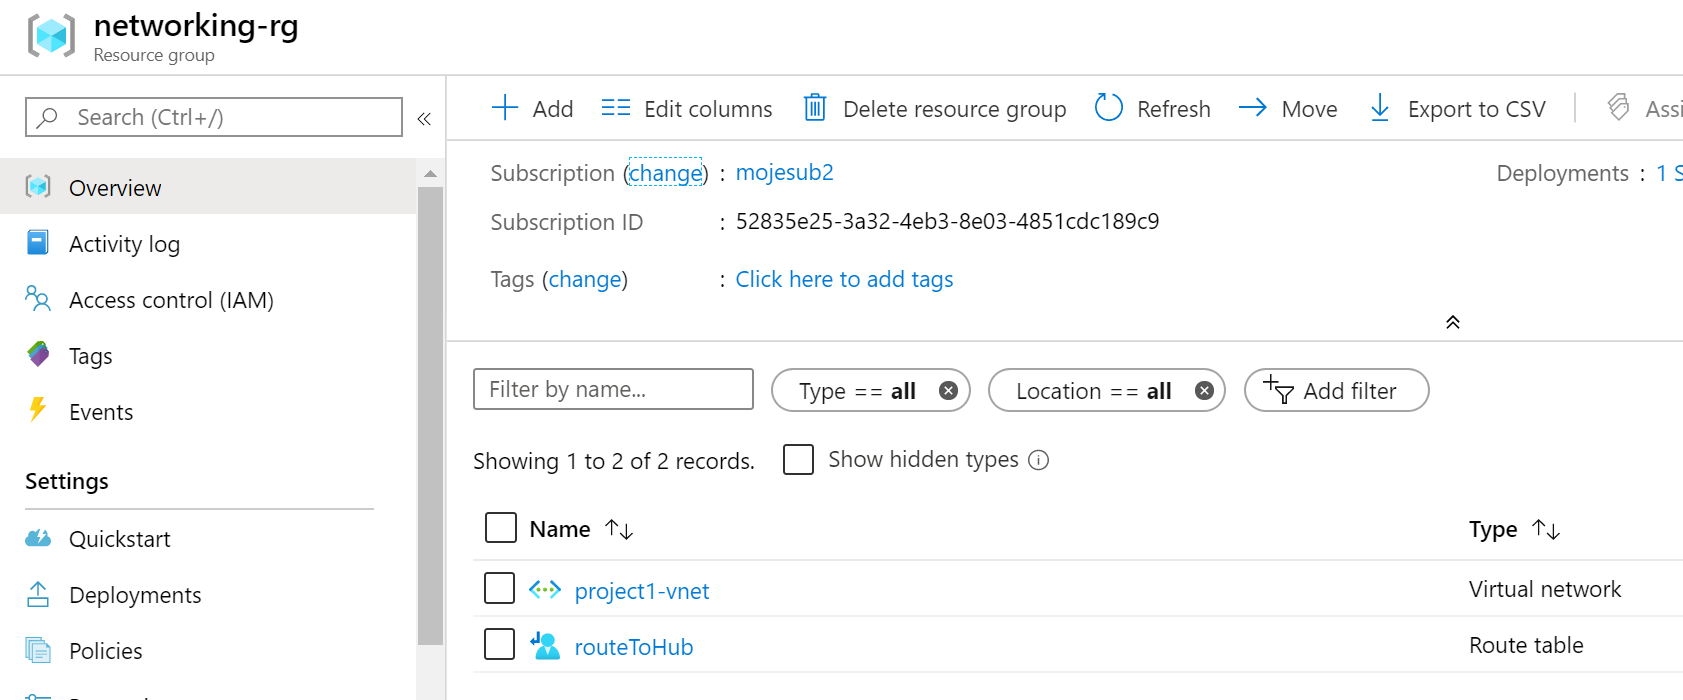 networking-rg
Resource group
Search (Ctrl+/)
«
Add
Edit columns
Delete resource group
Refresh
Move
Export to CSV
Overview
Activity log
Access control (IAM)
Tags
Events
Settings
Quickstart
Deployments
Policies
Subscription (change) : mojesub2
Deployments : 1 S
Subscription ID : 52835e25-3a32-4eb3-8e03-4851cdc189c9
Tags (change) : Click here to add tags
Filter by name...
Type == all
Location == all
Add filter
Showing 1 to 2 of 2 records.
Show hidden types
Name
Type
project1-vnet
Virtual network
routeToHub
Route table